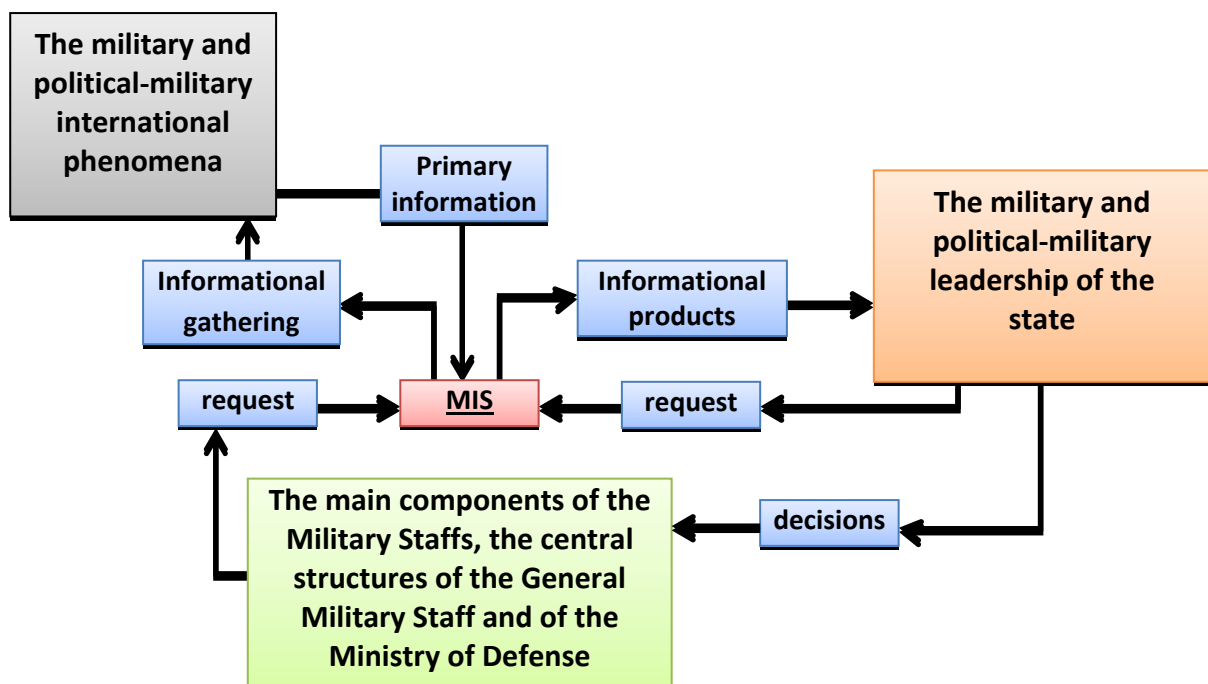 The military and
political-military
international
phenomena
Primary
information
The military and
political-military
leadership of the
state
Informational
gathering
Informational
products
request
MIS
request
The main components of the
Military Staffs, the central
structures of the General
Military Staff and of the
Ministry of Defense
decisions